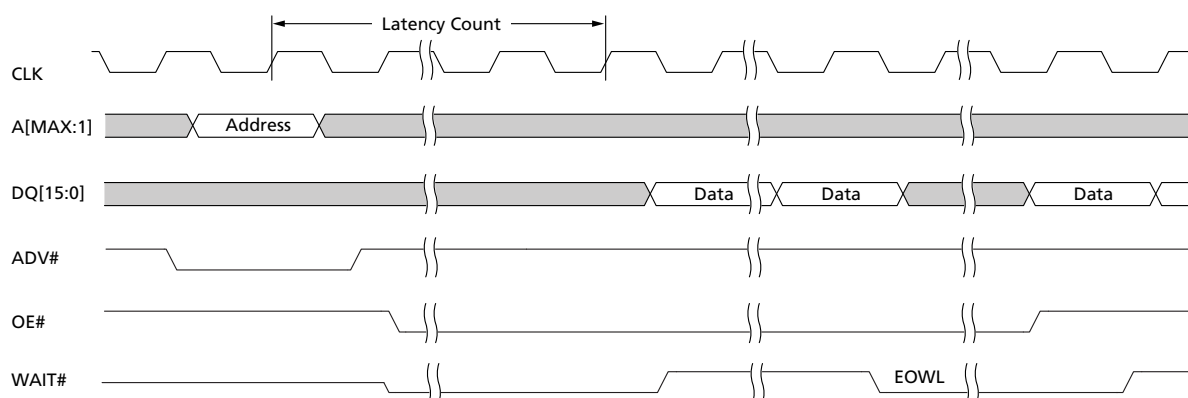 Latency Count
CLK
A[MAX:1] Address
DQ[15:0] Data Data Data
ADV#
OE#
WAIT# EOWL